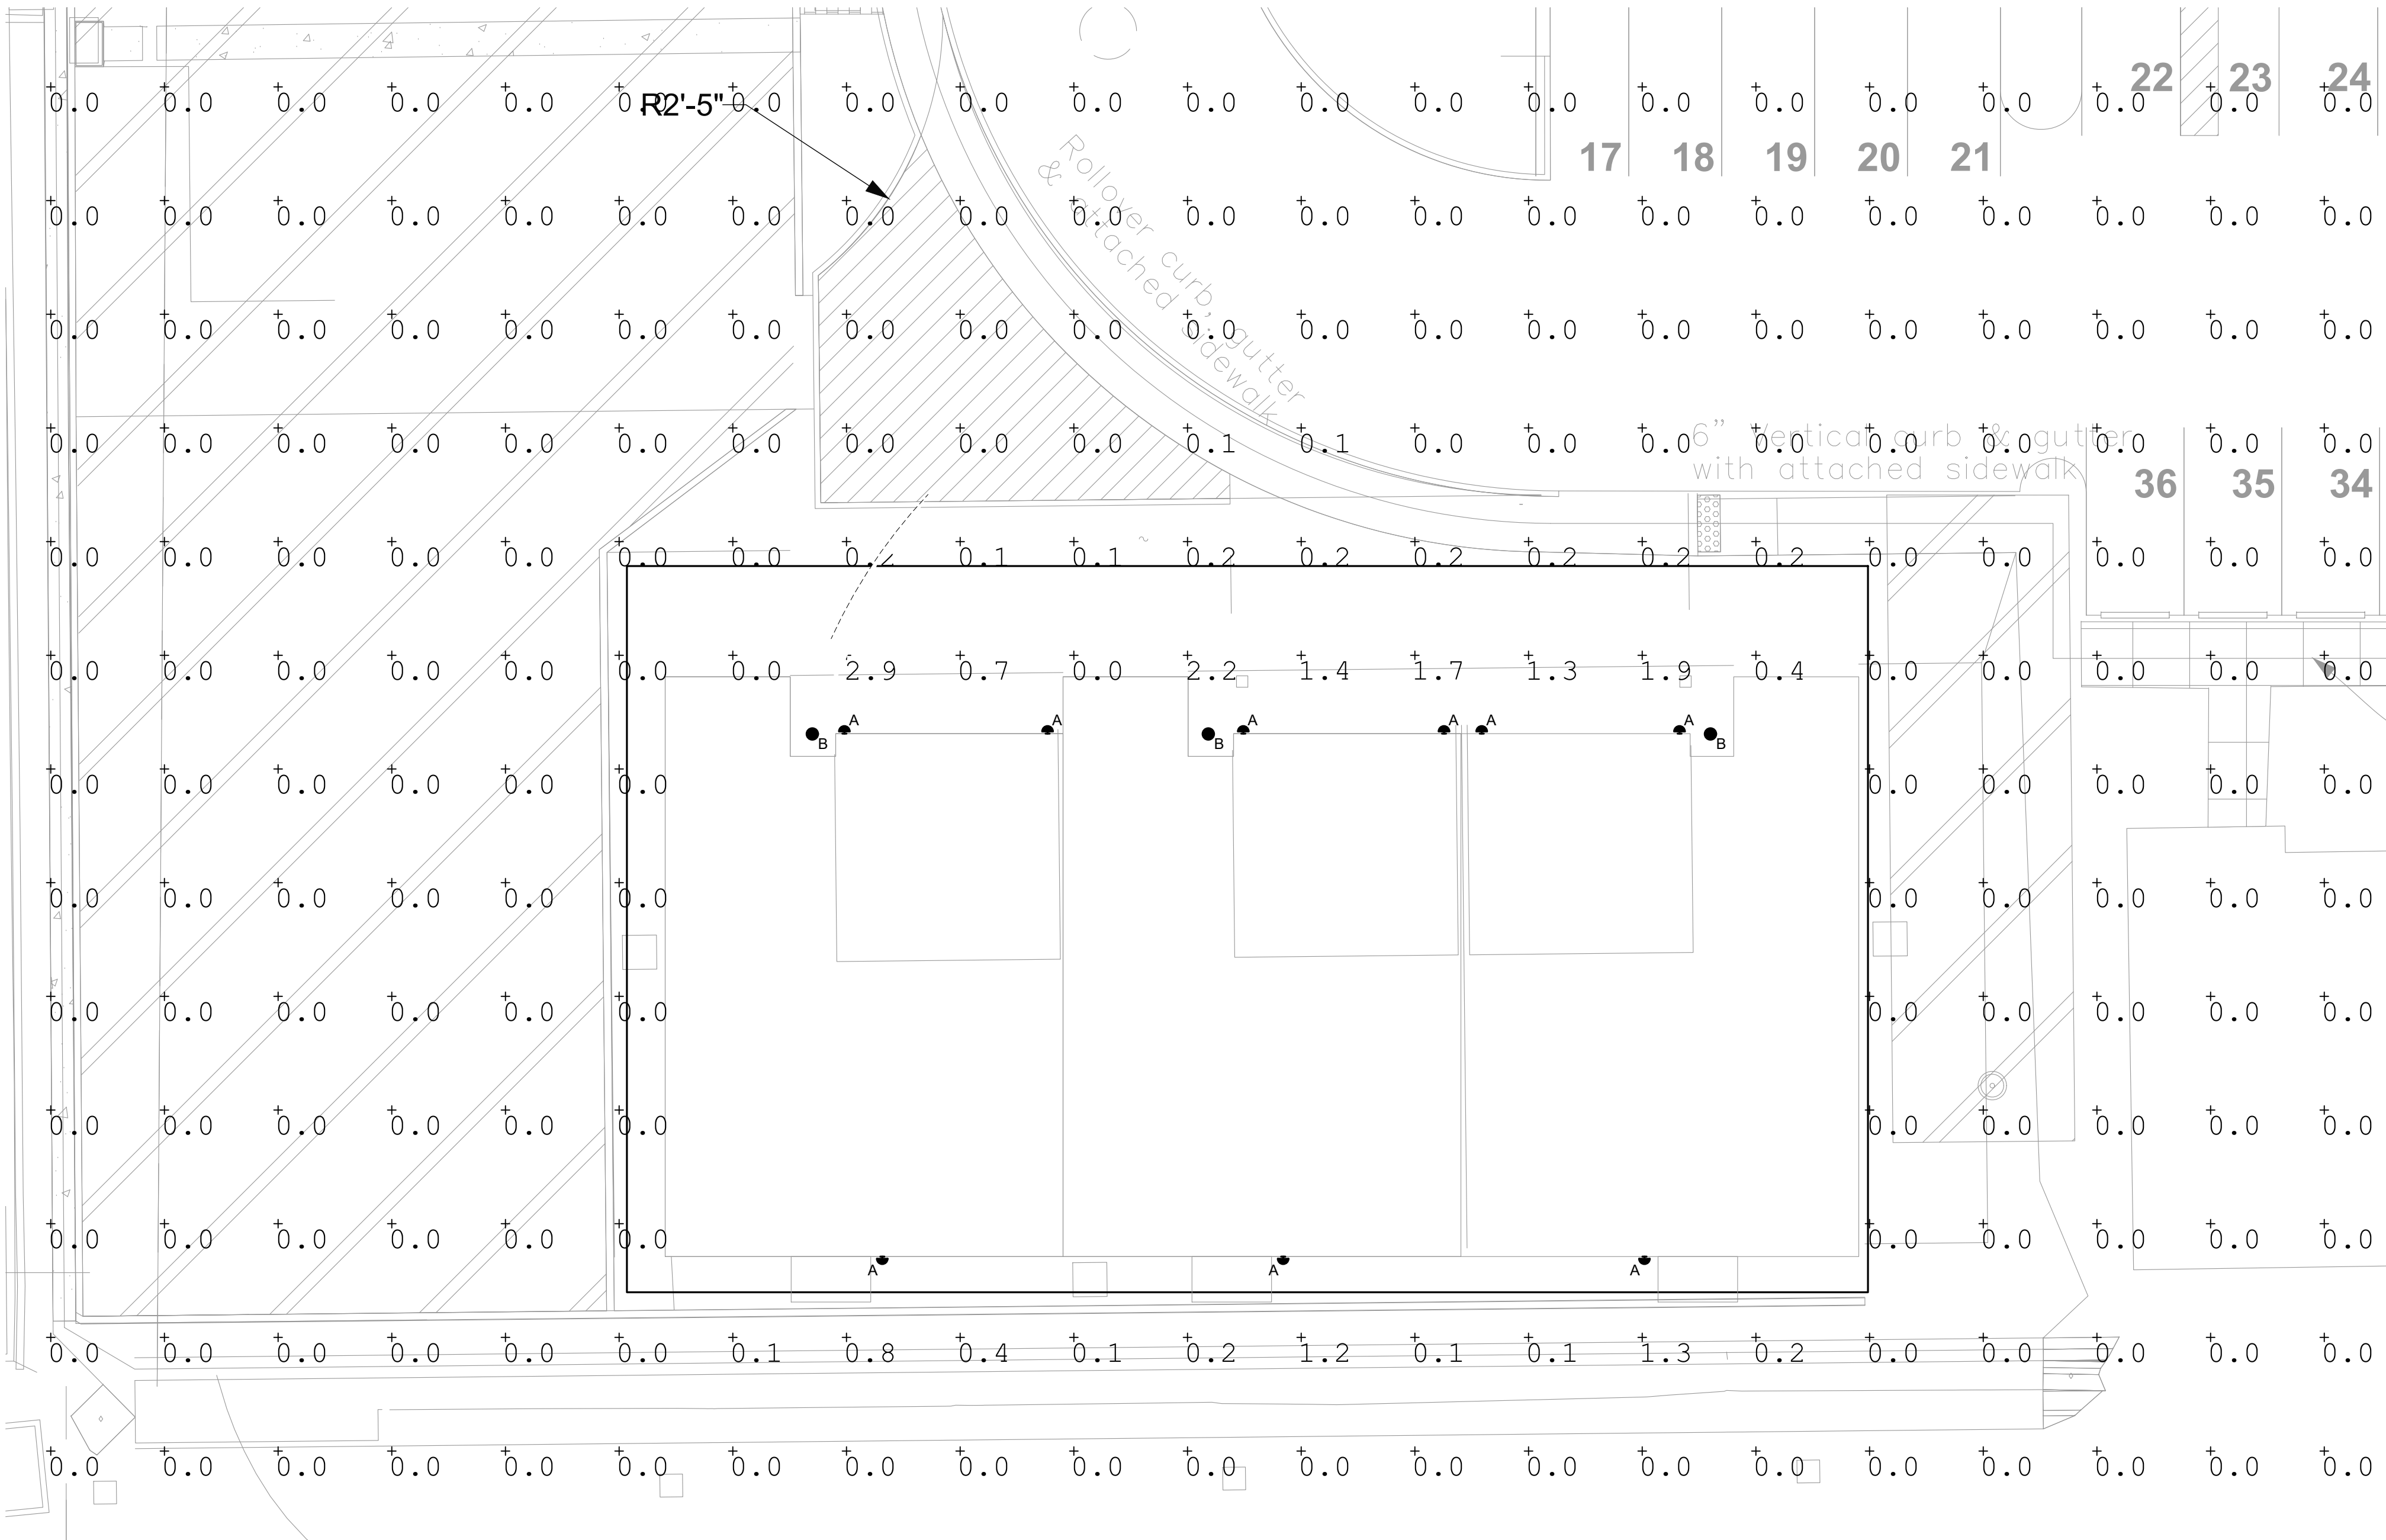 22 23 24
0.0 0.0 0.0 0.0 0.0 0.0 0.0 0.0 0.0 0.0 0.0 0.0 0.0 0.0 0.0 0.0 0.0 0.0 0.0 0.0 0.0
R2'-5"
17 18 19 20 21
Rollover curb, gutter
& attached sidewalk
0.0 0.0 0.0 0.0 0.0 0.0 0.0 0.0 0.0 0.0 0.0 0.0 0.0 0.0 0.0 0.0 0.0 0.0 0.0 0.0 0.0
0.0 0.0 0.0 0.0 0.0 0.0 0.0 0.0 0.0 0.0 0.0 0.0 0.0 0.0 0.0 0.0 0.0 0.0 0.0 0.0 0.0
0.0 0.0 0.0 0.0 0.0 0.0 0.0 0.0 0.0 0.0 0.1 0.1 0.0 0.0 0.0 0.0 0.0 0.0 0.0 0.0 0.0
6" Vertical curb & gutter
with attached sidewalk
36 35 34
0.0 0.0 0.0 0.0 0.0 0.0 0.0 0.1 0.1 0.2 0.2 0.2 0.2 0.2 0.2 0.0 0.0 0.0 0.0 0.0
0.0 0.0 0.0 0.0 0.0 0.0 0.0 2.9 0.7 0.0 2.2 1.4 1.7 1.3 1.9 0.4 0.0 0.0 0.0 0.0 0.0
A A A A A A
B B B
0.0 0.0 0.0 0.0 0.0 0.0 0.0 0.0 0.0 0.0 0.0
0.0 0.0 0.0 0.0 0.0 0.0 0.0 0.0 0.0 0.0 0.0
0.0 0.0 0.0 0.0 0.0 0.0 0.0 0.0 0.0 0.0 0.0
0.0 0.0 0.0 0.0 0.0 0.0 0.0 0.0 0.0 0.0 0.0
0.0 0.0 0.0 0.0 0.0 0.0 0.0 0.0 0.0 0.0 0.0
A A A
0.0 0.0 0.0 0.0 0.0 0.0 0.1 0.8 0.4 0.1 0.2 1.2 0.1 0.1 1.3 0.2 0.0 0.0 0.0 0.0 0.0
0.0 0.0 0.0 0.0 0.0 0.0 0.0 0.0 0.0 0.0 0.0 0.0 0.0 0.0 0.0 0.0 0.0 0.0 0.0 0.0 0.0